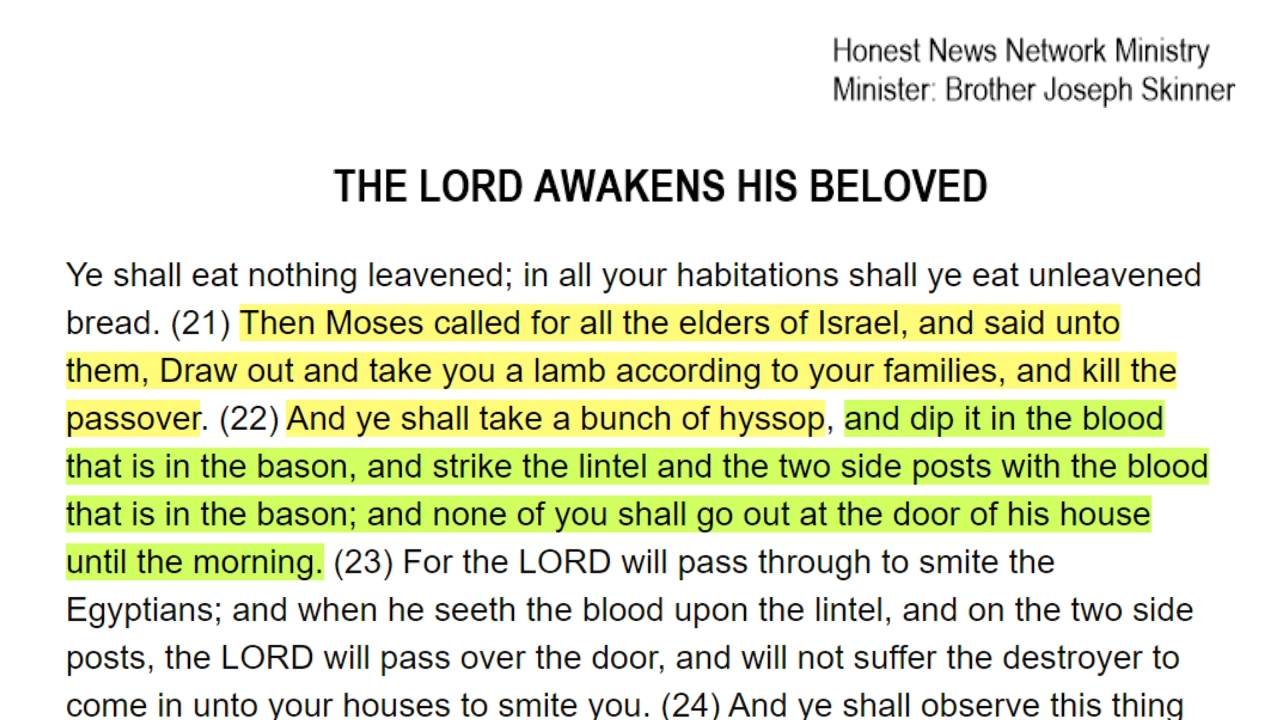 Honest News Network Ministry
Minister: Brother Joseph Skinner
THE LORD AWAKENS HIS BELOVED
Ye shall eat nothing leavened; in all your habitations shall ye eat unleavened
bread. (21) Then Moses called for all the elders of Israel, and said unto
them, Draw out and take you a lamb according to your families, and kill the
passover. (22) And ye shall take a bunch of hyssop, and dip it in the blood
that is in the bason, and strike the lintel and the two side posts with the blood
that is in the bason; and none of you shall go out at the door of his house
until the morning. (23) For the LORD will pass through to smite the
Egyptians; and when he seeth the blood upon the lintel, and on the two side
posts, the LORD will pass over the door, and will not suffer the destroyer to
come in unto your houses to smite you. (24) And ye shall observe this thing